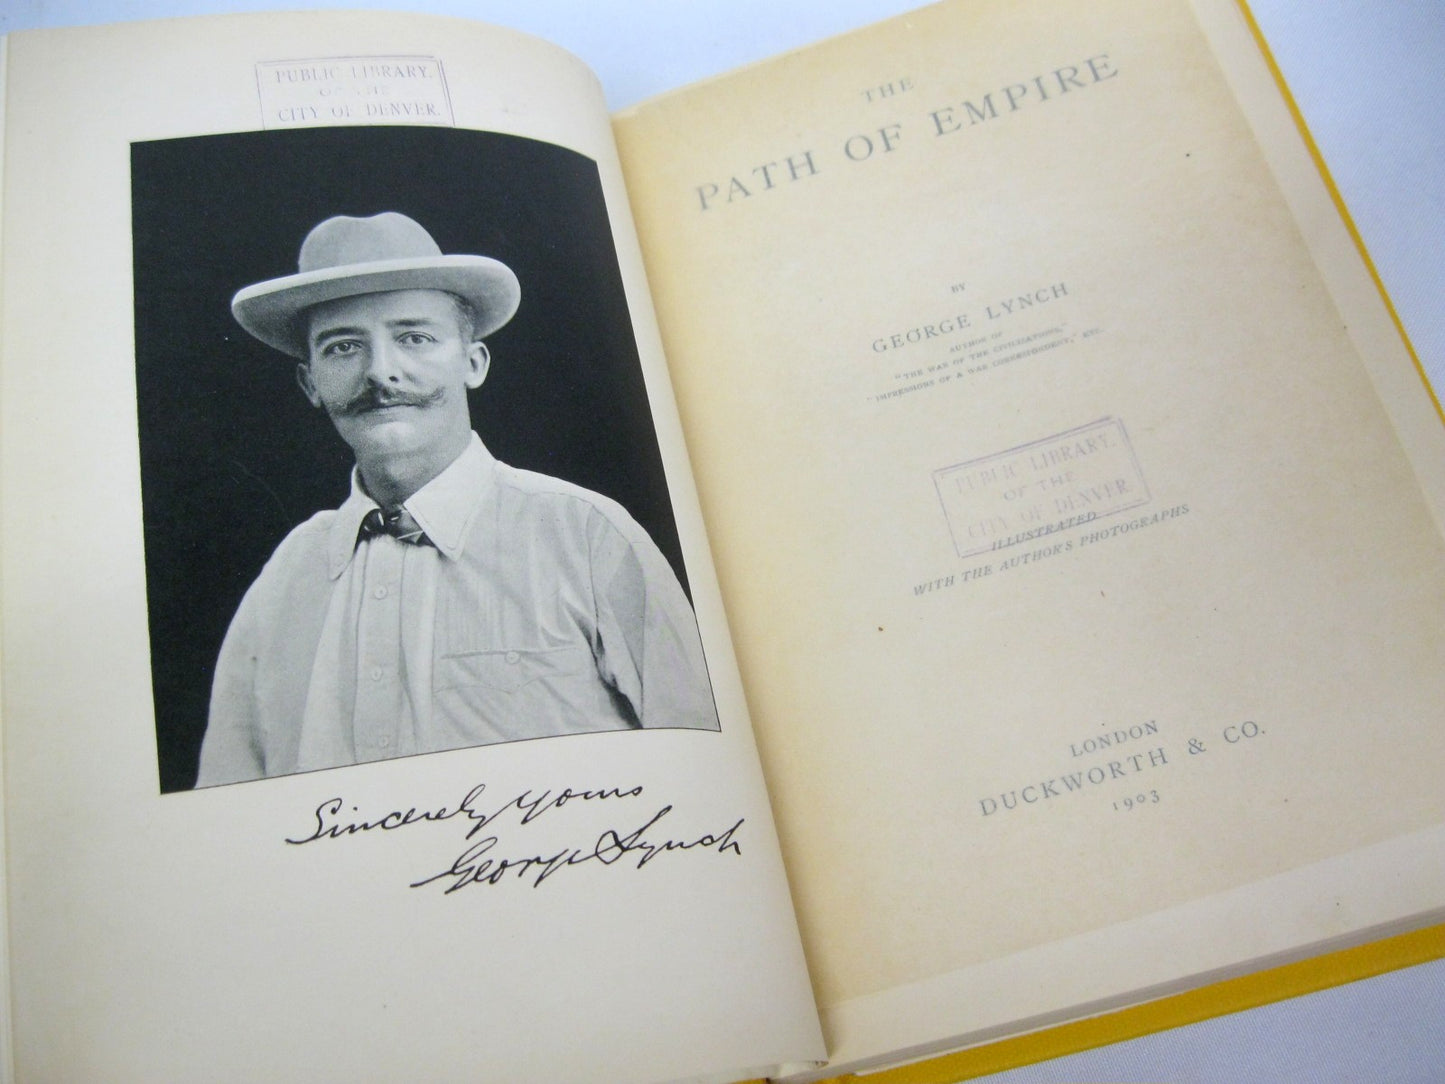 PUBLIC LIBRARY.
OF THE
CITY OF DENVER.
Sincerely Yours
George Lynch
THE
PATH OF EMPIRE
BY
GEORGE LYNCH
AUTHOR OF
"THE WAR OF THE CIVILIZATIONS,"
"IMPRESSIONS OF A WAR CORRESPONDENT," ETC.
PUBLIC LIBRARY.
OF THE
CITY OF DENVER.
ILLUSTRATED
WITH THE AUTHOR'S PHOTOGRAPHS
LONDON
DUCKWORTH & CO.
1903